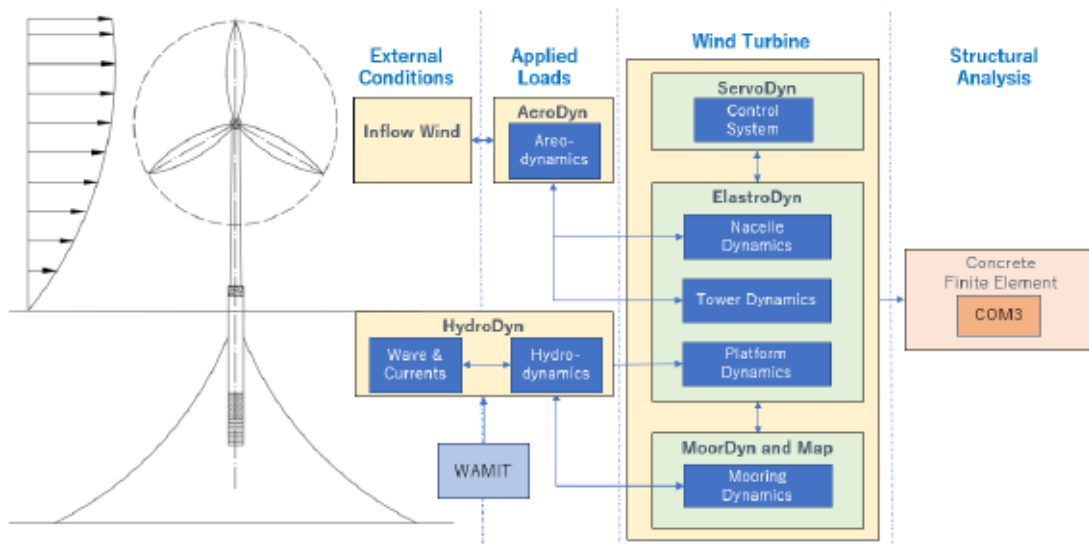 External
Conditions
Applied
Loads
Wind Turbine
Structural
Analysis
Inflow Wind
AeroDyn
Areo-
dynamics
ServoDyn
Control
System
ElastroDyn
Nacelle
Dynamics
Tower Dynamics
Platform
Dynamics
HydroDyn
Wave &
Currents
Hydro-
dynamics
WAMIT
MoorDyn and Map
Mooring
Dynamics
Concrete
Finite Element
COM3